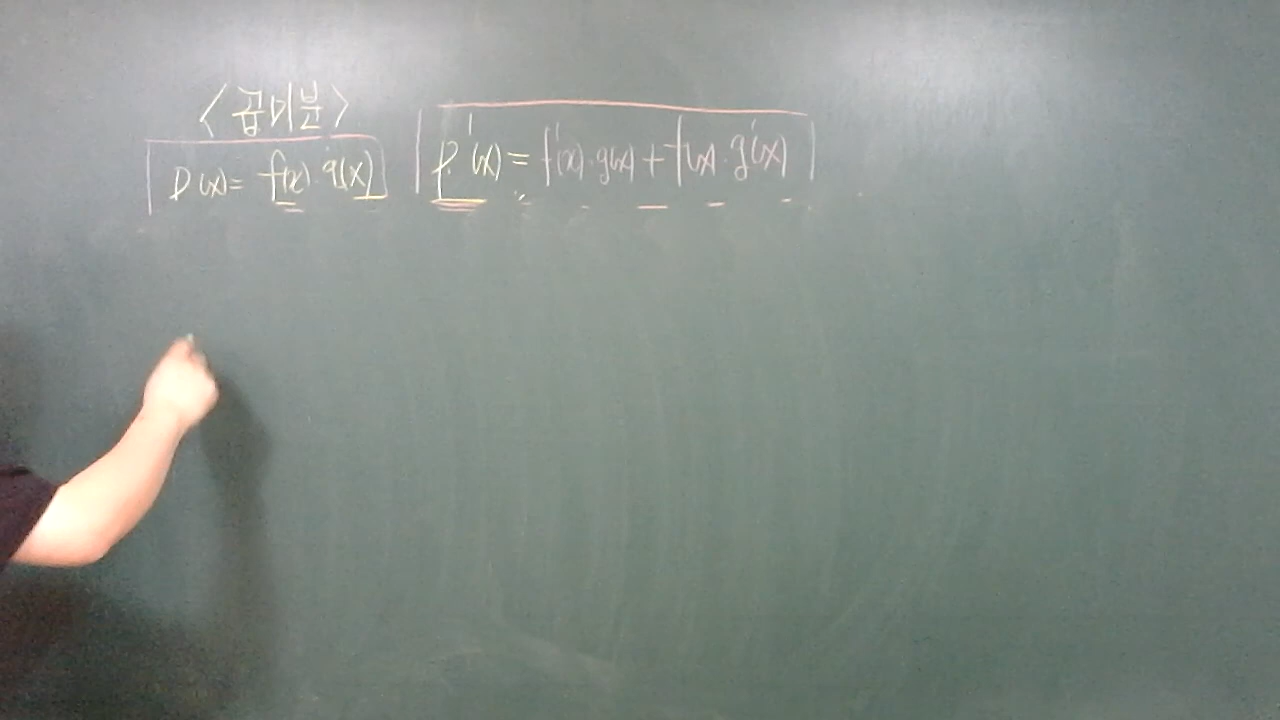 <곱미분>
P(x) = f(x)·g(x)
P'(x) = f'(x)·g(x) + f(x)·g'(x)